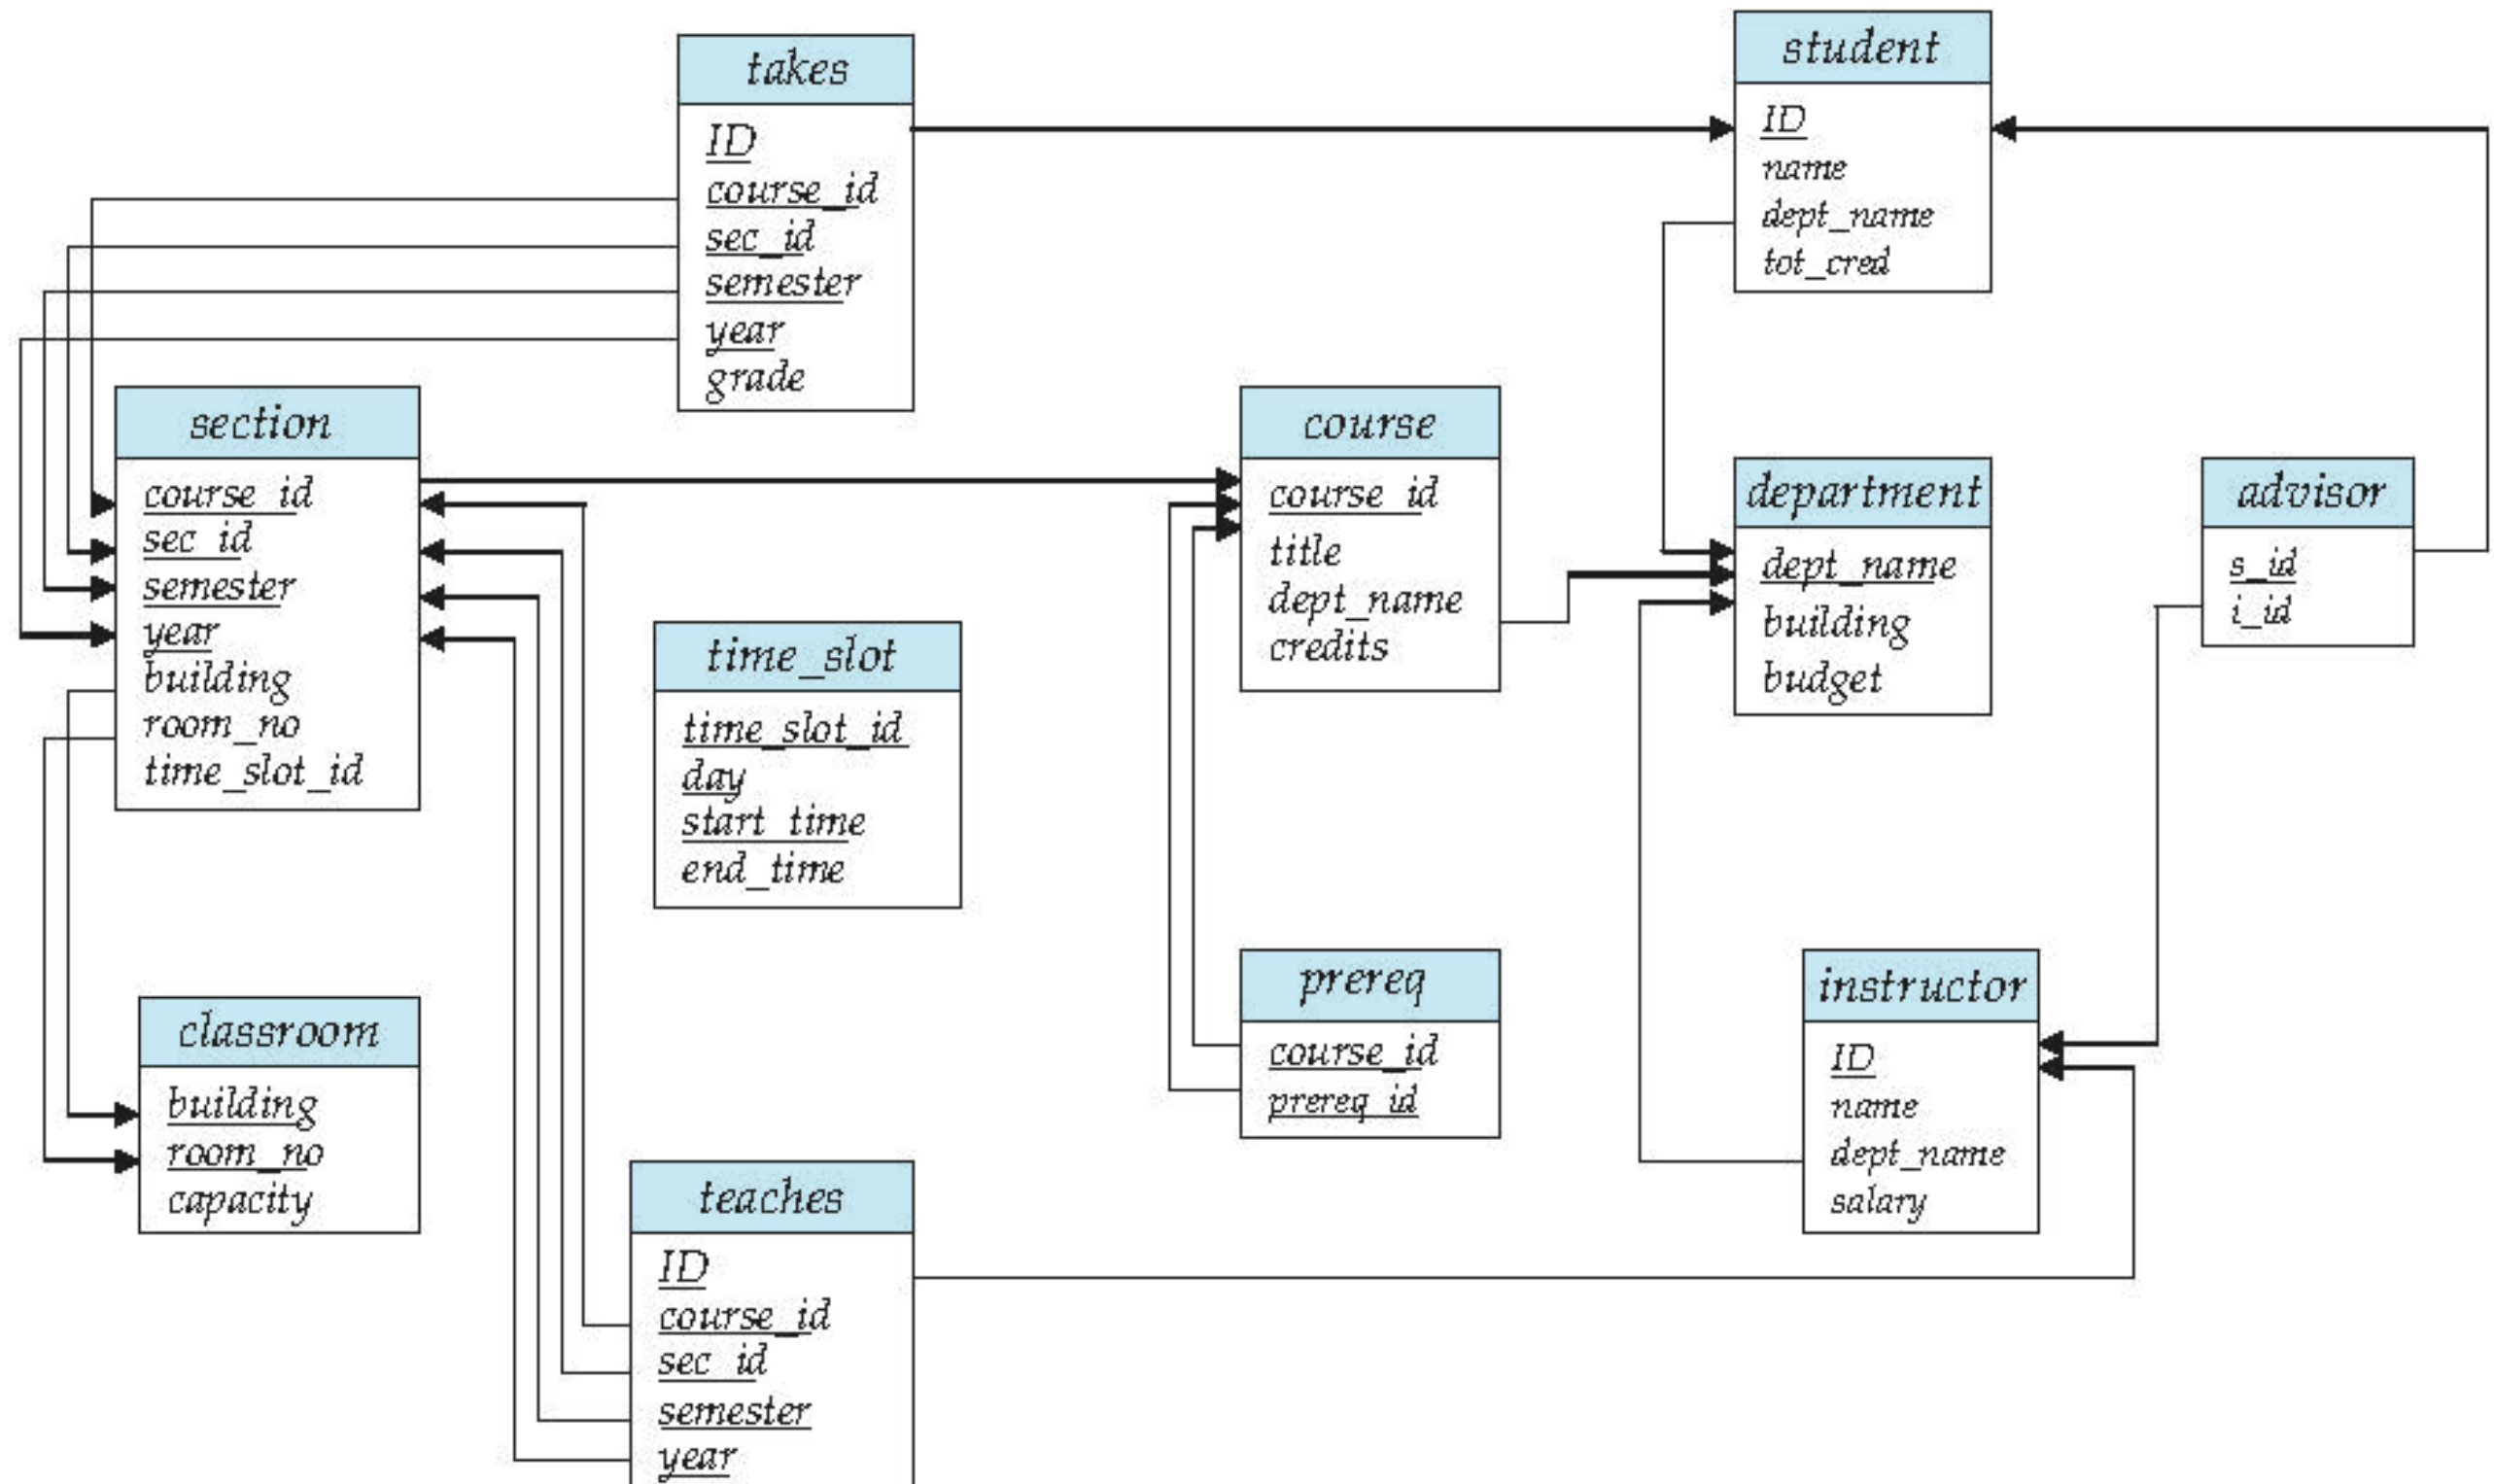 takes
ID
course_id
sec_id
semester
year
grade
student
ID
name
dept_name
tot_cred
section
course_id
sec_id
semester
year
building
room_no
time_slot_id
time_slot
time_slot_id
day
start_time
end_time
course
course_id
title
dept_name
credits
department
dept_name
building
budget
advisor
s_id
i_id
classroom
building
room_no
capacity
prereq
course_id
prereq_id
instructor
ID
name
dept_name
salary
teaches
ID
course_id
sec_id
semester
year